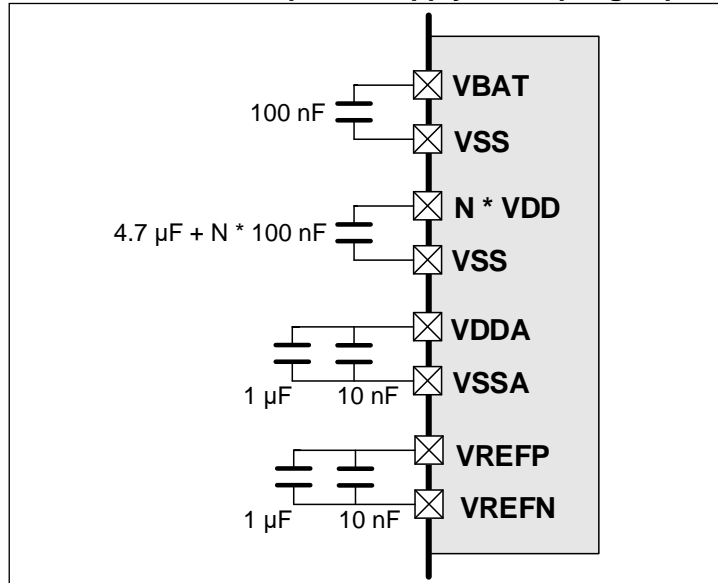 VBAT
100 nF
VSS
N * VDD
4.7 µF + N * 100 nF
VSS
VDDA
VSSA
1 µF 10 nF
VREFP
VREFN
1 µF 10 nF